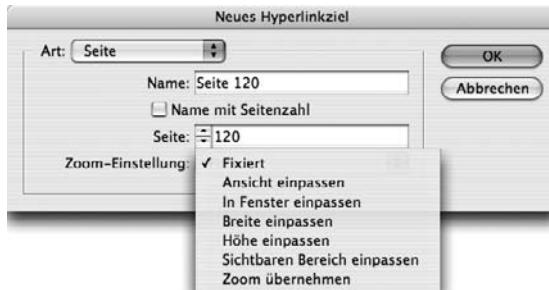 Neues Hyperlinkziel
Art: Seite
OK
Name: Seite 120
Abbrechen
Name mit Seitenzahl
Seite: 120
Zoom-Einstellung: ✓ Fixiert
Ansicht einpassen
In Fenster einpassen
Breite einpassen
Höhe einpassen
Sichtbaren Bereich einpassen
Zoom übernehmen